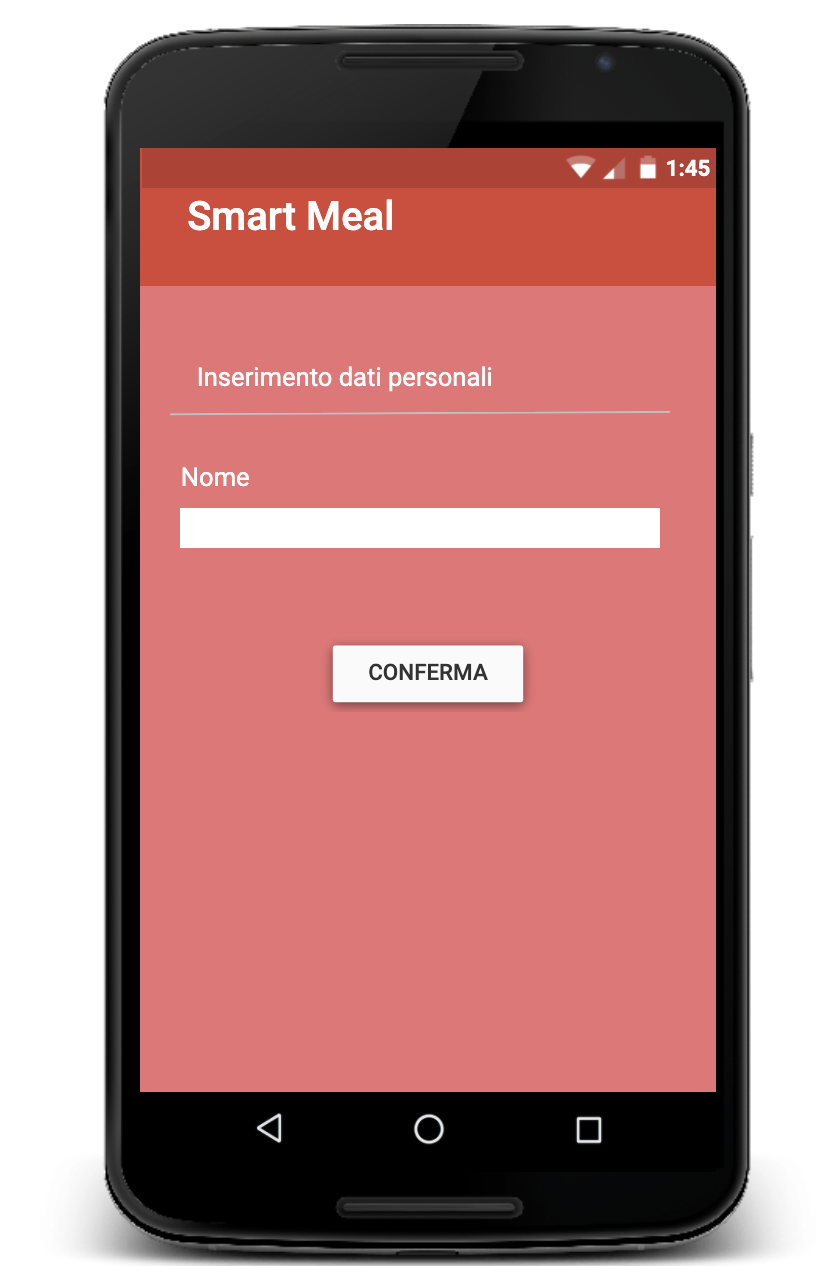 1:45
Smart Meal
Inserimento dati personali
Nome
CONFERMA